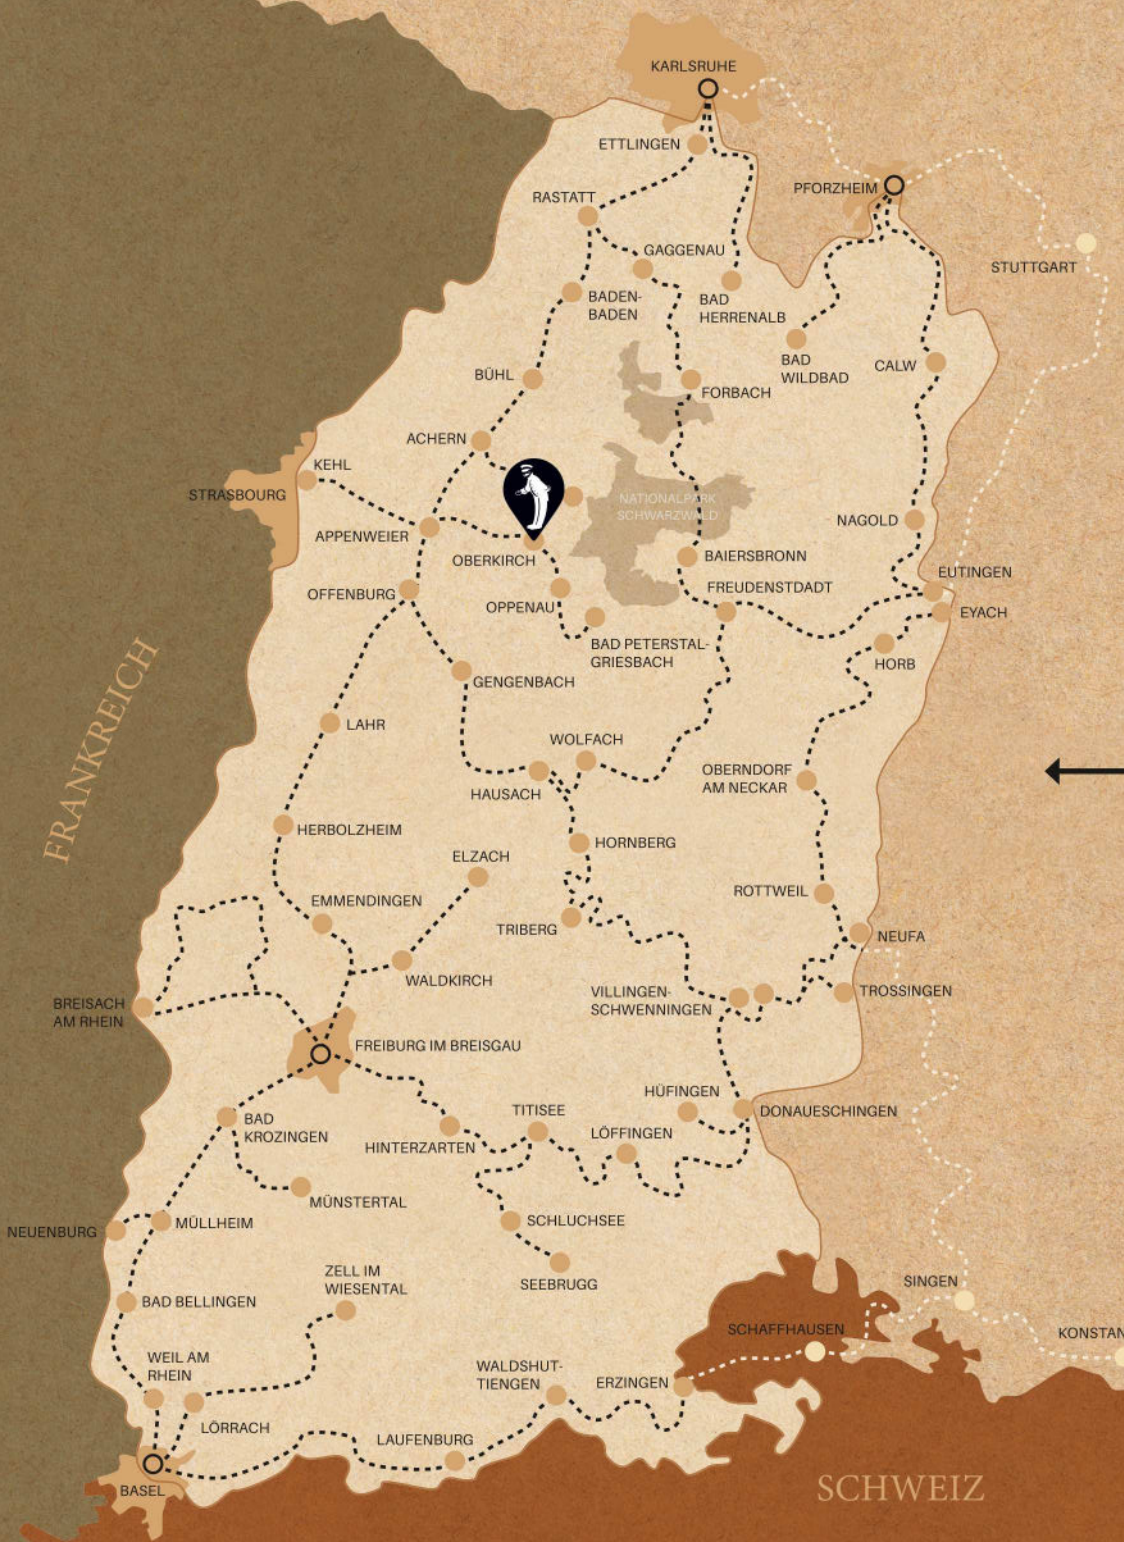 KARLSRUHE
ETTLINGEN
PFORZHEIM
RASTATT
GAGGENAU
STUTTGART
BADEN-
BADEN
BAD
HERRENALB
BAD
WILDBAD
CALW
BÜHL
FORBACH
ACHERN
KEHL
STRASBOURG
NATIONALPARK
SCHWARZWALD
NAGOLD
APPENWEIER
OBERKIRCH
BAIERSBRONN
EUTINGEN
OFFENBURG
OPPENAU
FREUDENSTDADT
EYACH
BAD PETERSTAL-
GRIESBACH
HORB
GENGENBACH
FRANKREICH
LAHR
WOLFACH
OBERNDORF
AM NECKAR
HAUSACH
HERBOLZHEIM
HORNBERG
ELZACH
ROTTWEIL
EMMENDINGEN
TRIBERG
NEUFA
WALDKIRCH
VILLINGEN-
SCHWENNINGEN
TROSSINGEN
BREISACH
AM RHEIN
FREIBURG IM BREISGAU
HÜFINGEN
TITISEE
DONAUESCHINGEN
BAD
KROZINGEN
LÖFFINGEN
HINTERZARTEN
MÜNSTERTAL
NEUENBURG
MÜLLHEIM
SCHLUCHSEE
ZELL IM
WIESENTAL
SEEBRUGG
SINGEN
BAD BELLINGEN
SCHAFFHAUSEN
KONSTAN
WEIL AM
RHEIN
WALDSHUT-
TIENGEN
ERZINGEN
LÖRRACH
LAUFENBURG
BASEL
SCHWEIZ